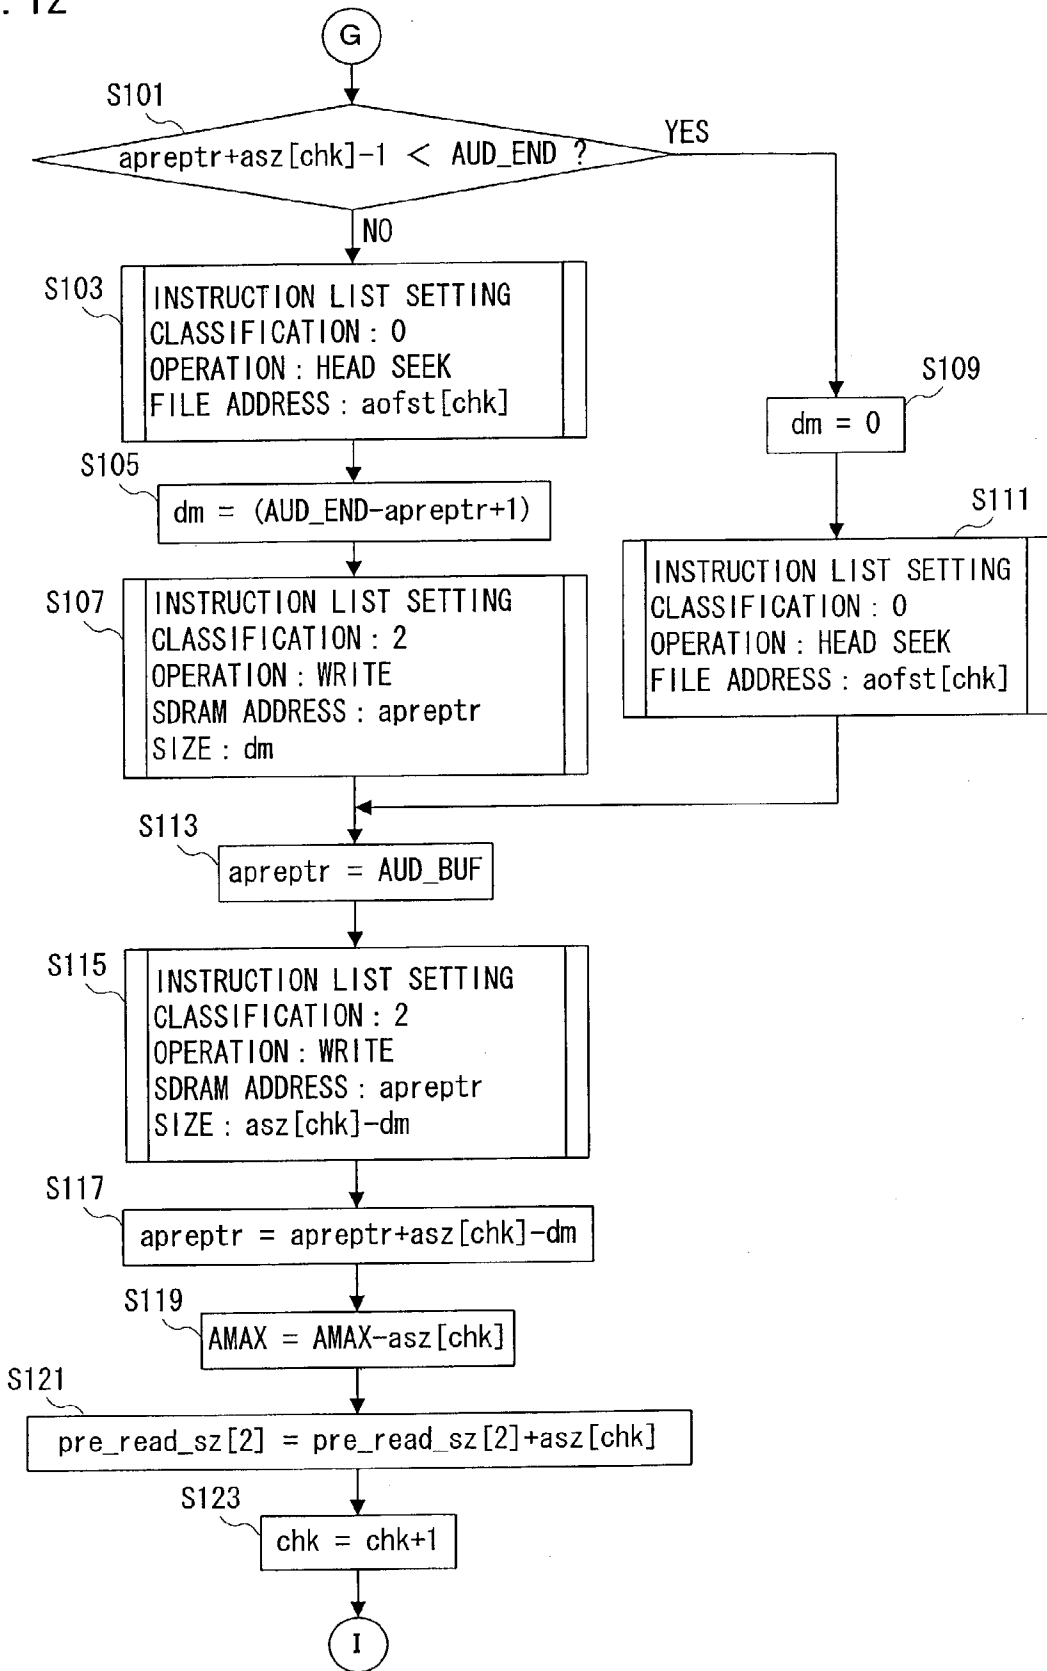 . 12
G
S101
apreptr+asz[chk]-1 < AUD_END ?
YES
NO
S103
INSTRUCTION LIST SETTING
CLASSIFICATION : 0
OPERATION : HEAD SEEK
FILE ADDRESS : aofst[chk]
S105
dm = (AUD_END-apreptr+1)
S107
INSTRUCTION LIST SETTING
CLASSIFICATION : 2
OPERATION : WRITE
SDRAM ADDRESS : apreptr
SIZE : dm
S109
dm = 0
S111
INSTRUCTION LIST SETTING
CLASSIFICATION : 0
OPERATION : HEAD SEEK
FILE ADDRESS : aofst[chk]
S113
apreptr = AUD_BUF
S115
INSTRUCTION LIST SETTING
CLASSIFICATION : 2
OPERATION : WRITE
SDRAM ADDRESS : apreptr
SIZE : asz[chk]-dm
S117
apreptr = apreptr+asz[chk]-dm
S119
AMAX = AMAX-asz[chk]
S121
pre_read_sz[2] = pre_read_sz[2]+asz[chk]
S123
chk = chk+1
I